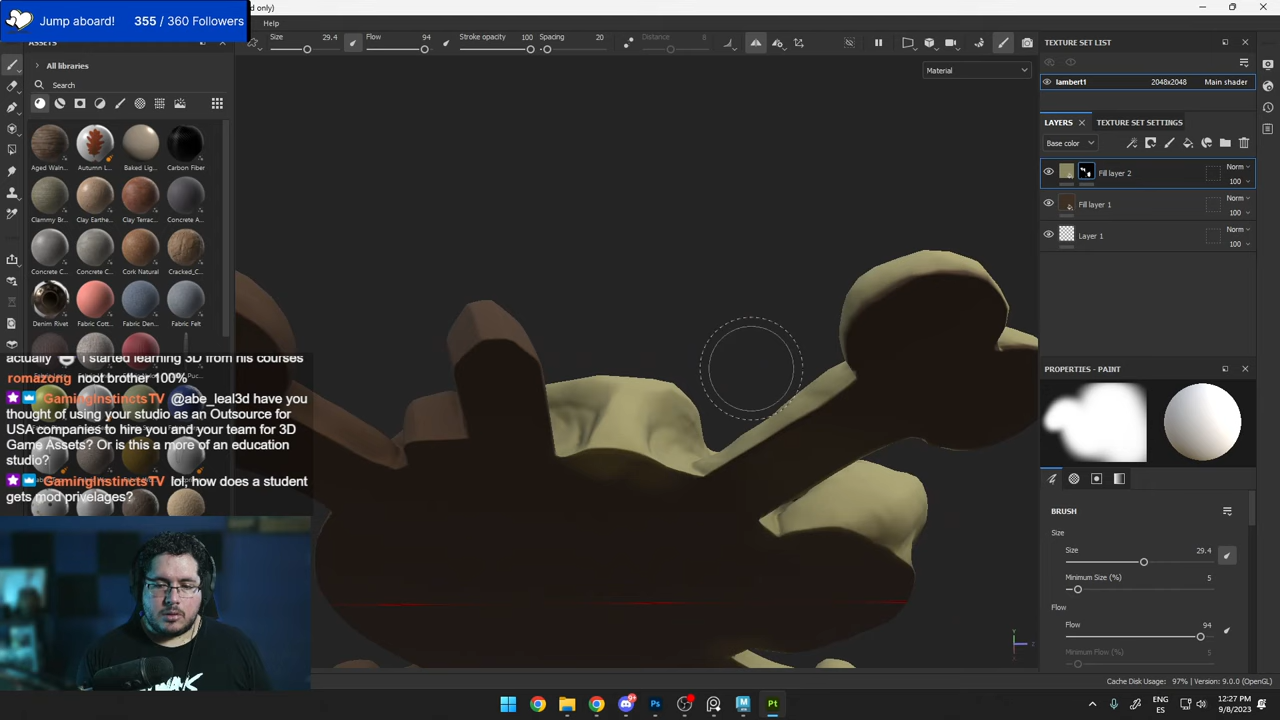 Jump aboard! 355 / 360 Followers
d only)
Help
ASSETS
Size 29.4 Flow 94 Stroke opacity 100 Spacing 20 Distance 8
All libraries
Search
Material
Aged Waln... Autumn L... Baked Lig... Carbon Fiber
Clammy Br... Clay Earthe... Clay Terrac... Concrete A...
Concrete C... Concrete C... Cork Natural Cracked_C...
Denim Rivet Fabric Cott... Fabric Den... Fabric Felt
actually I started learning 3D from his courses
romazong noot brother 100%
GamingInstinctsTV @abe_leal3d have you
thought of using your studio as an Outsource for
USA companies to hire you and your team for 3D
Game Assets? Or is this a more of an education
studio?
GamingInstinctsTV lol, how does a student
gets mod privelages?
TEXTURE SET LIST
lambert1 2048x2048 Main shader
LAYERS TEXTURE SET SETTINGS
Base color
Fill layer 2 Norm 100
Fill layer 1 Norm 100
Layer 1 Norm 100
PROPERTIES - PAINT
BRUSH
Size
Size 29.4
Minimum Size (%) 5
Flow
Flow 94
Minimum Flow (%) 5
Cache Disk Usage: 97% | Version: 9.0.0 (OpenGL)
ENG
ES
12:27 PM
9/8/2023